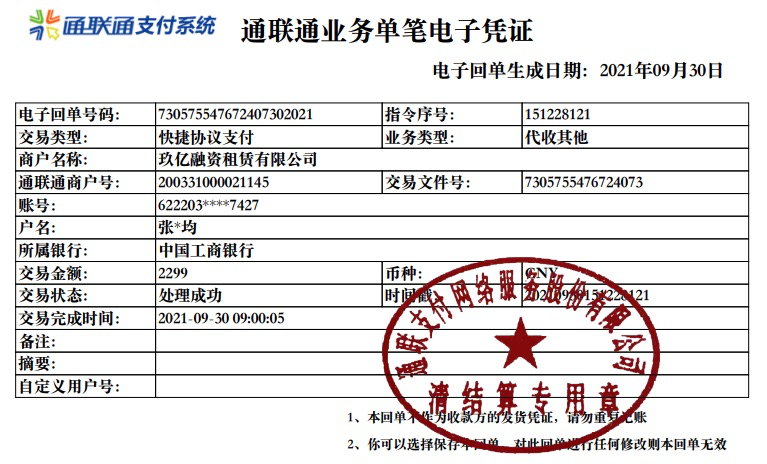 通联通支付系统
通联通业务单笔电子凭证
电子回单生成日期：2021年09月30日
电子回单号码： 730575547672407302021 指令序号： 151228121
交易类型： 快捷协议支付 业务类型： 代收其他
商户名称： 玖亿融资租赁有限公司
通联通商户号： 200331000021145 交易文件号： 7305755476724073
账号： 622203****7427
户名： 张*均
所属银行： 中国工商银行
交易金额： 2299 币种： CNY
交易状态： 处理成功 时间戳
交易完成时间： 2021-09-30 09:00:05
备注：
摘要：
自定义用户号：
通联支付网络服务股份有限公司
清结算专用章
1、本回单不作为收款方的发货凭证，请勿重复记账
2、你可以选择保存本回单，对此回单进行任何修改则本回单无效